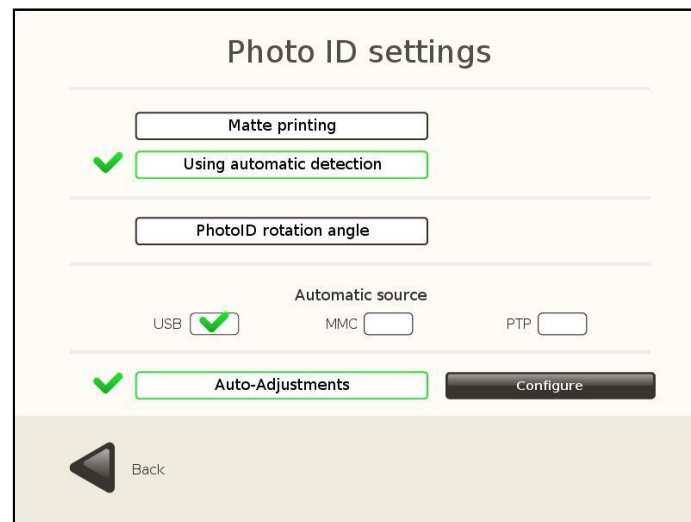 Photo ID settings
Matte printing
Using automatic detection
PhotoID rotation angle
Automatic source
USB MMC PTP
Auto-Adjustments Configure
Back